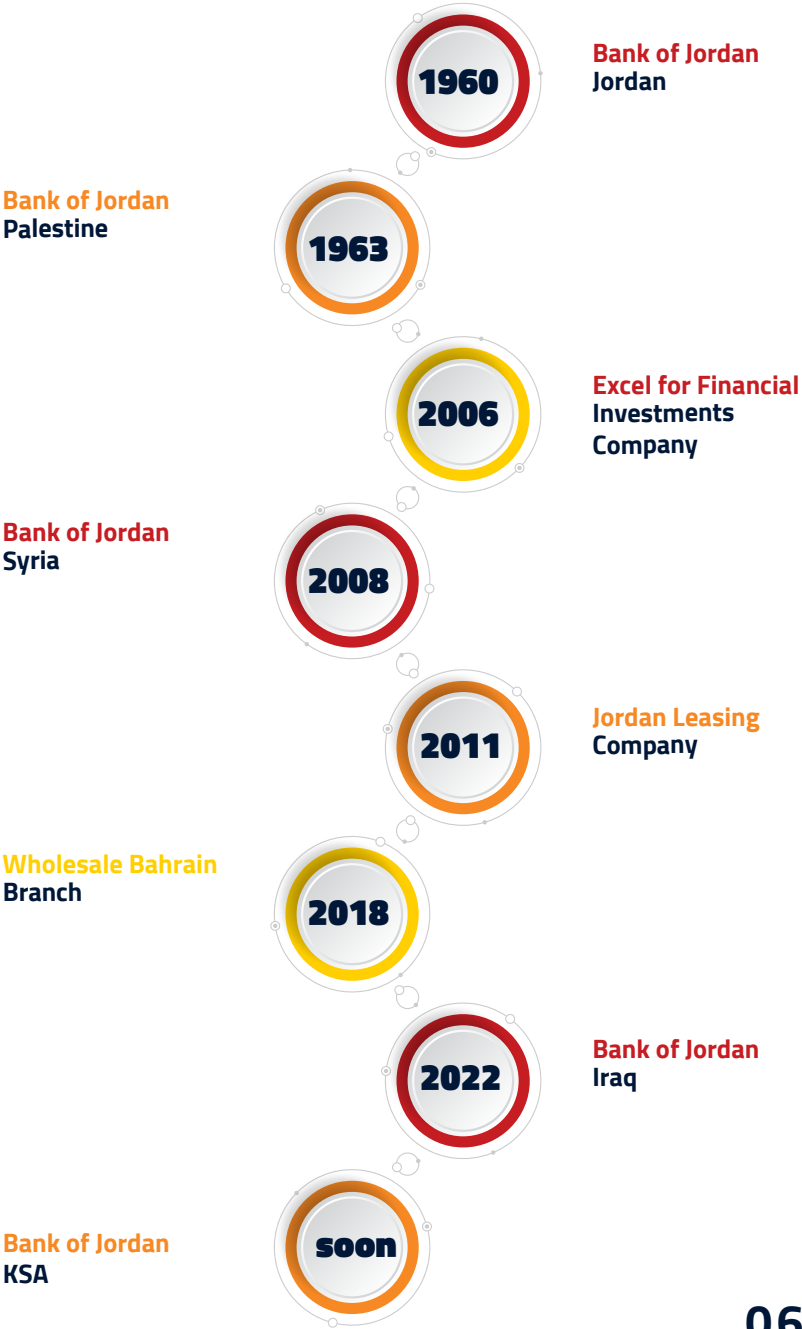 1960
Bank of Jordan
Jordan
Bank of Jordan
Palestine
1963
2006
Excel for Financial
Investments
Company
Bank of Jordan
Syria
2008
2011
Jordan Leasing
Company
Wholesale Bahrain
Branch
2018
2022
Bank of Jordan
Iraq
Bank of Jordan
KSA
soon
06